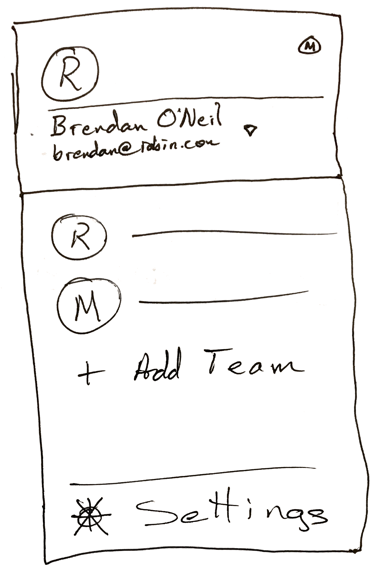 M
R
Brendan O'Neil
brendan@robin.com
R
M
+ Add Team
Settings